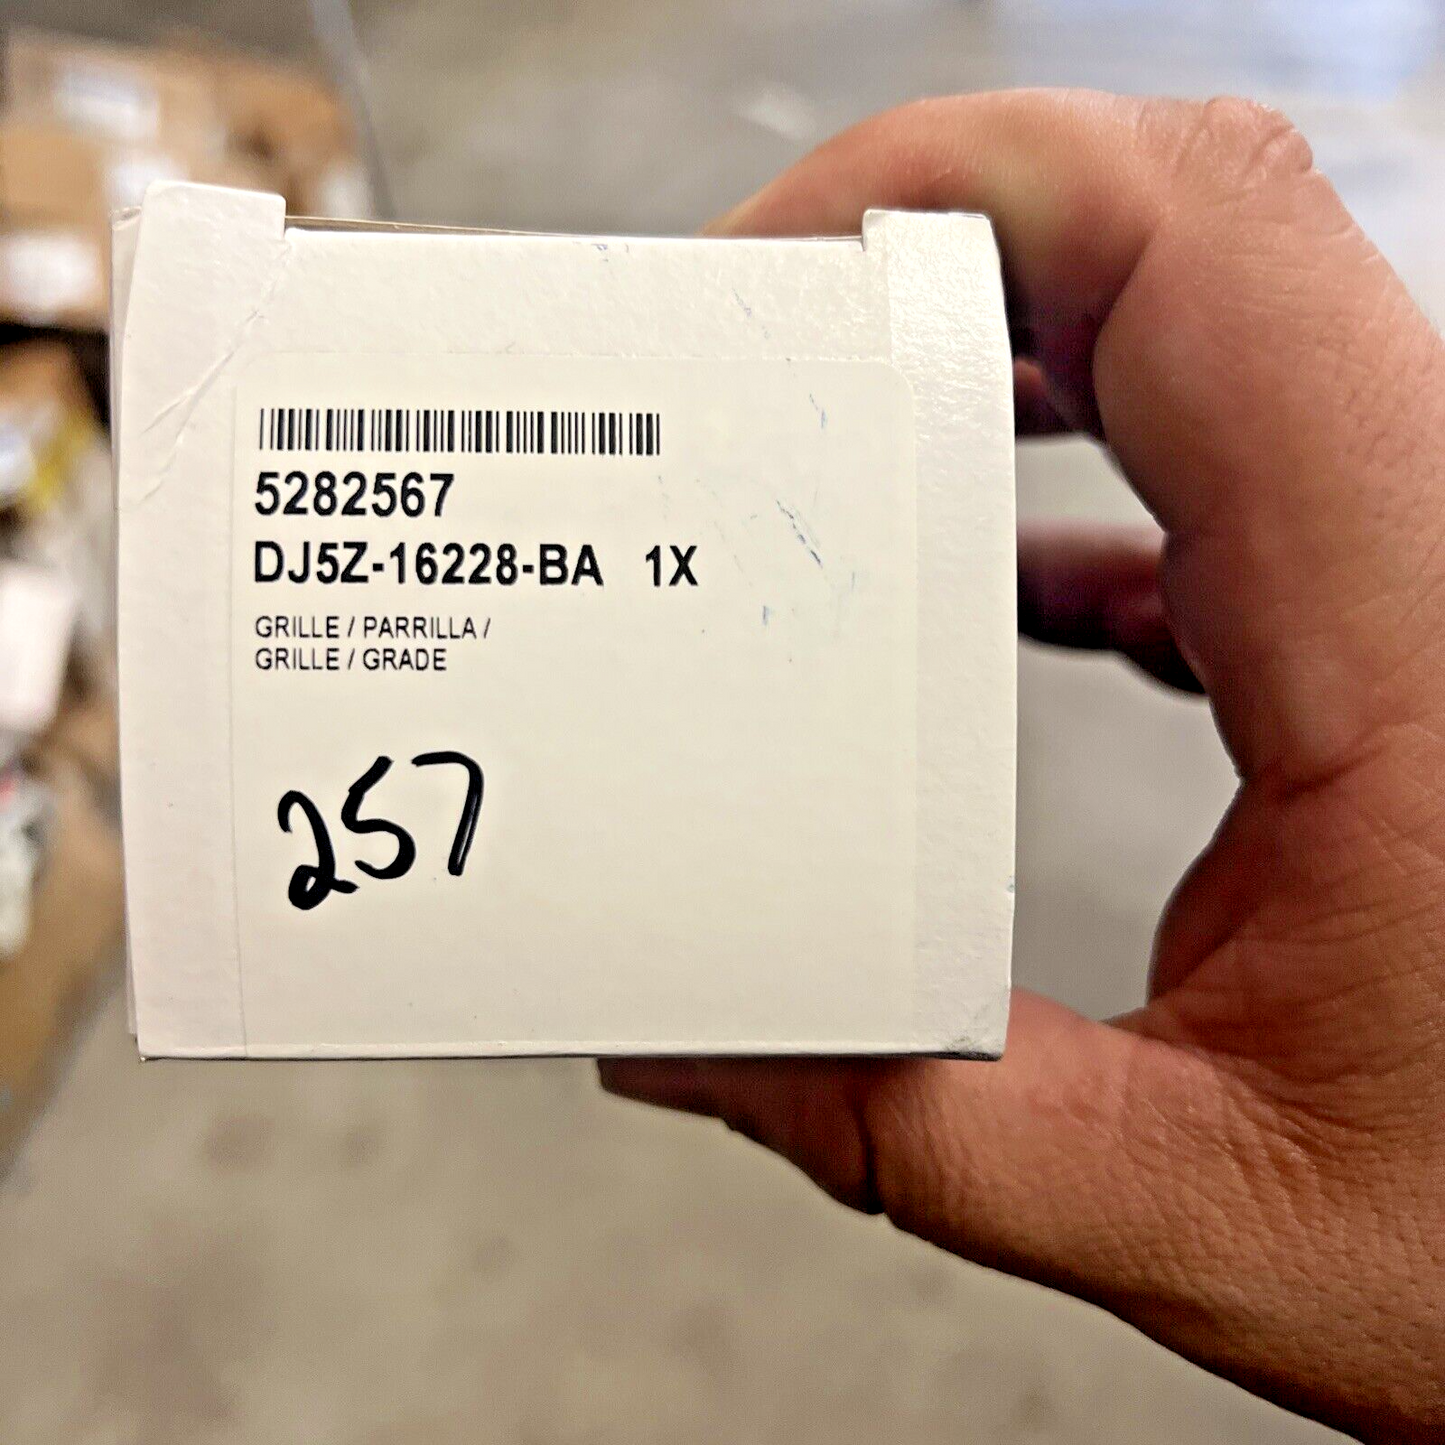 5282567
DJ5Z-16228-BA 1X
GRILLE / PARRILLA /
GRILLE / GRADE
257